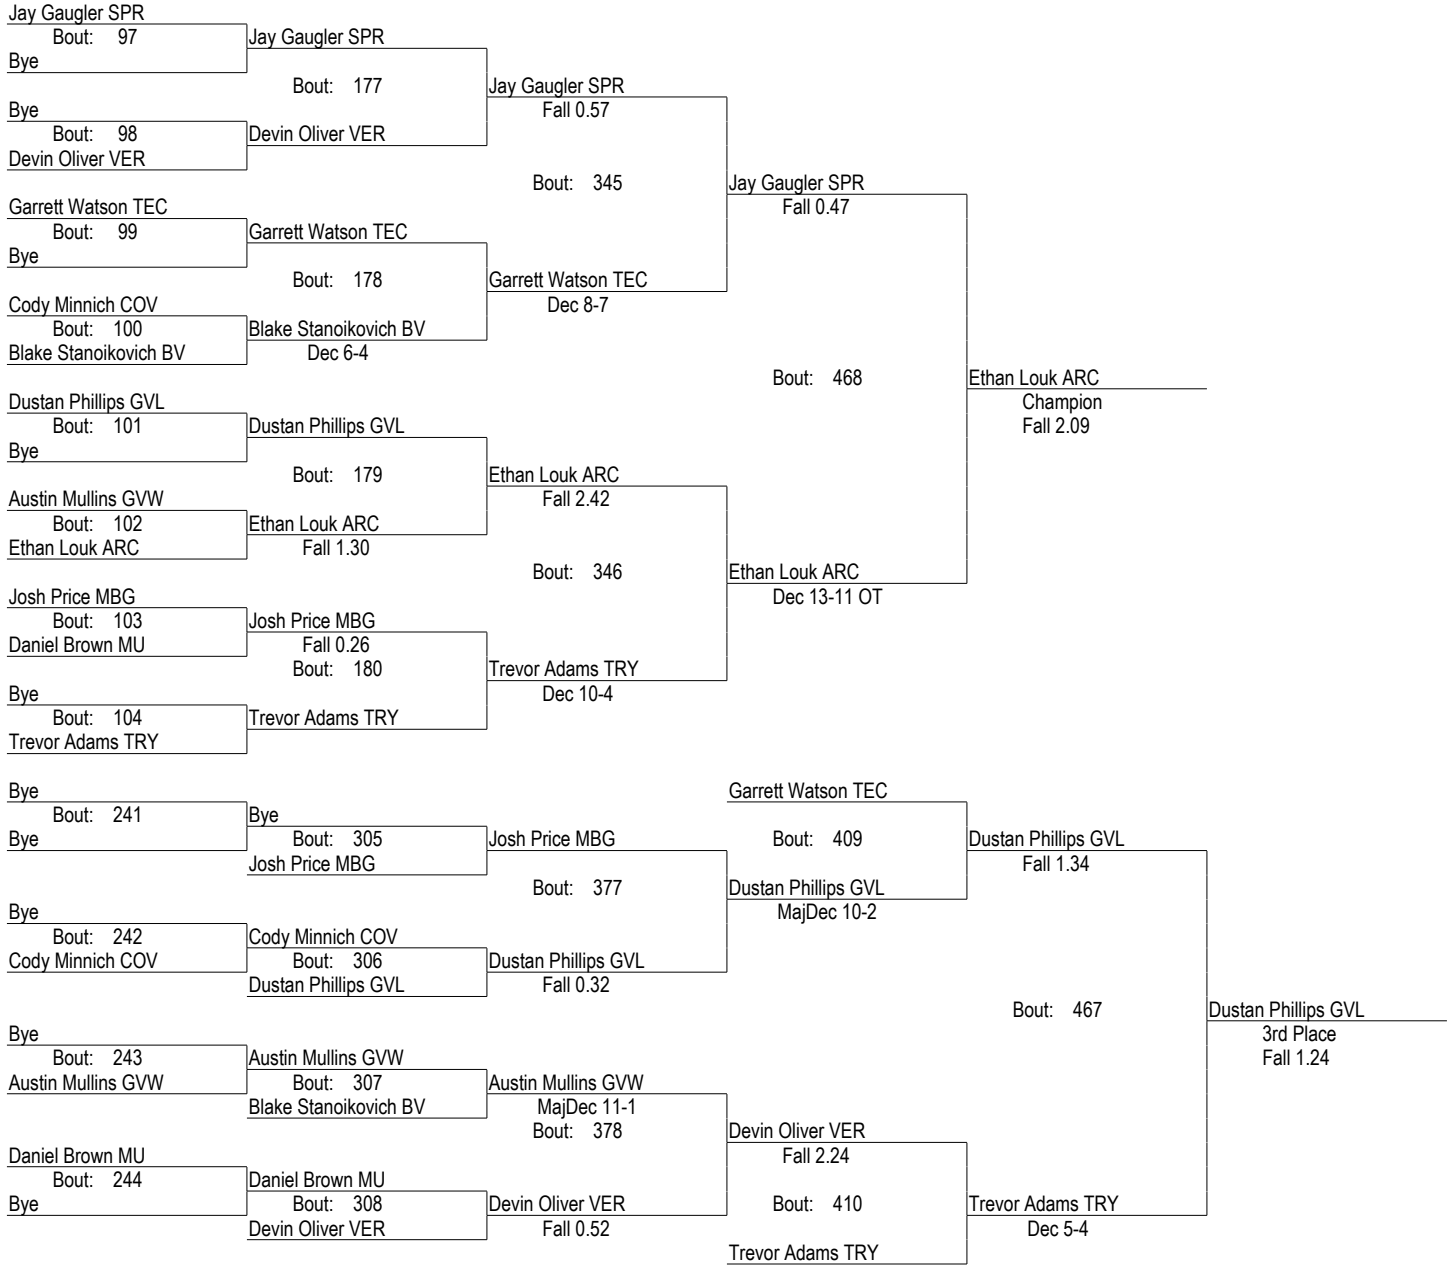 Jay Gaugler SPR
Bout: 97 Jay Gaugler SPR
Bye
Bout: 177 Jay Gaugler SPR
Bye Fall 0.57
Bout: 98 Devin Oliver VER
Devin Oliver VER
Bout: 345 Jay Gaugler SPR
Garrett Watson TEC Fall 0.47
Bout: 99 Garrett Watson TEC
Bye
Bout: 178 Garrett Watson TEC
Cody Minnich COV Dec 8-7
Bout: 100 Blake Stanoikovich BV
Blake Stanoikovich BV Dec 6-4
Bout: 468 Ethan Louk ARC
Dustan Phillips GVL Champion
Bout: 101 Dustan Phillips GVL Fall 2.09
Bye
Bout: 179 Ethan Louk ARC
Austin Mullins GVW Fall 2.42
Bout: 102 Ethan Louk ARC
Ethan Louk ARC Fall 1.30
Bout: 346 Ethan Louk ARC
Josh Price MBG Dec 13-11 OT
Bout: 103 Josh Price MBG
Daniel Brown MU Fall 0.26
Bout: 180 Trevor Adams TRY
Bye Dec 10-4
Bout: 104 Trevor Adams TRY
Trevor Adams TRY
Bye Garrett Watson TEC
Bout: 241 Bye
Bye Bout: 305 Josh Price MBG Bout: 409 Dustan Phillips GVL
Josh Price MBG Fall 1.34
Bout: 377 Dustan Phillips GVL
Bye MajDec 10-2
Bout: 242 Cody Minnich COV
Cody Minnich COV Bout: 306 Dustan Phillips GVL
Dustan Phillips GVL Fall 0.32
Bout: 467 Dustan Phillips GVL
Bye 3rd Place
Bout: 243 Austin Mullins GVW Fall 1.24
Austin Mullins GVW Bout: 307 Austin Mullins GVW
Blake Stanoikovich BV MajDec 11-1
Bout: 378 Devin Oliver VER
Daniel Brown MU Fall 2.24
Bout: 244 Daniel Brown MU
Bye Bout: 308 Devin Oliver VER Bout: 410 Trevor Adams TRY
Devin Oliver VER Fall 0.52 Dec 5-4
Trevor Adams TRY